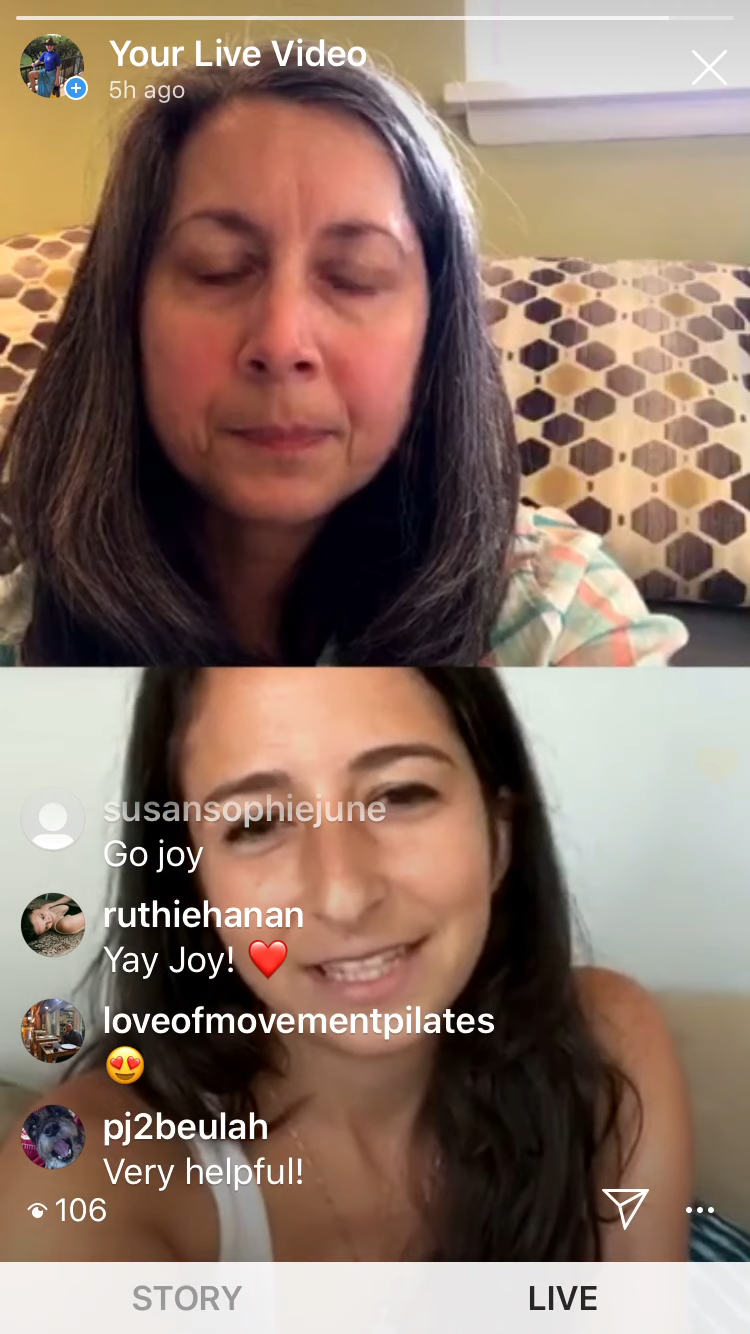 Your Live Video
5h ago
susansophiejune
Go joy
ruthiehanan
Yay Joy! ❤️
loveofmovementpilates
😍
pj2beulah
Very helpful!
106
STORY
LIVE